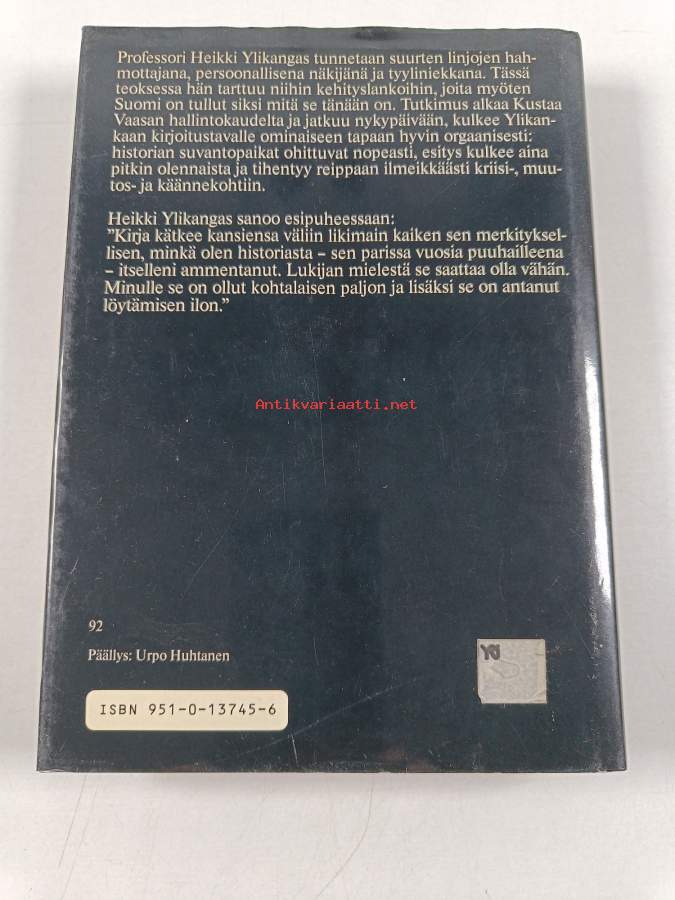 Professori Heikki Ylikangas tunnetaan suurten linjojen hah-
mottajana, persoonallisena näkijänä ja tyyliniekkana. Tässä
teoksessa hän tarttuu niihin kehityslankoihin, joita myöten
Suomi on tullut siksi mitä se tänään on. Tutkimus alkaa Kustaa
Vaasan hallintokaudelta ja jatkuu nykypäivään, kulkee Ylikan-
kaan kirjoitustavalle ominaiseen tapaan hyvin orgaanisesti:
historian suvantopaikat ohittuvat nopeasti, esitys kulkee aina
pitkin olennaista ja tihentyy reippaan ilmeikkäästi kriisi-, muu-
tos- ja käännekohtiin.
Heikki Ylikangas sanoo esipuheessaan:
”Kirja kätkee kansiensa väliin likimain kaiken sen merkityksel-
lisen, minkä olen historiasta – sen parissa vuosia puuhailleena
– itselleni ammentanut. Lukijan mielestä se saattaa olla vähän.
Minulle se on ollut kohtalaisen paljon ja lisäksi se on antanut
löytämisen ilon.”
Antikvariaatti.net
92
Päällys: Urpo Huhtanen
ISBN 951-0-13745-6